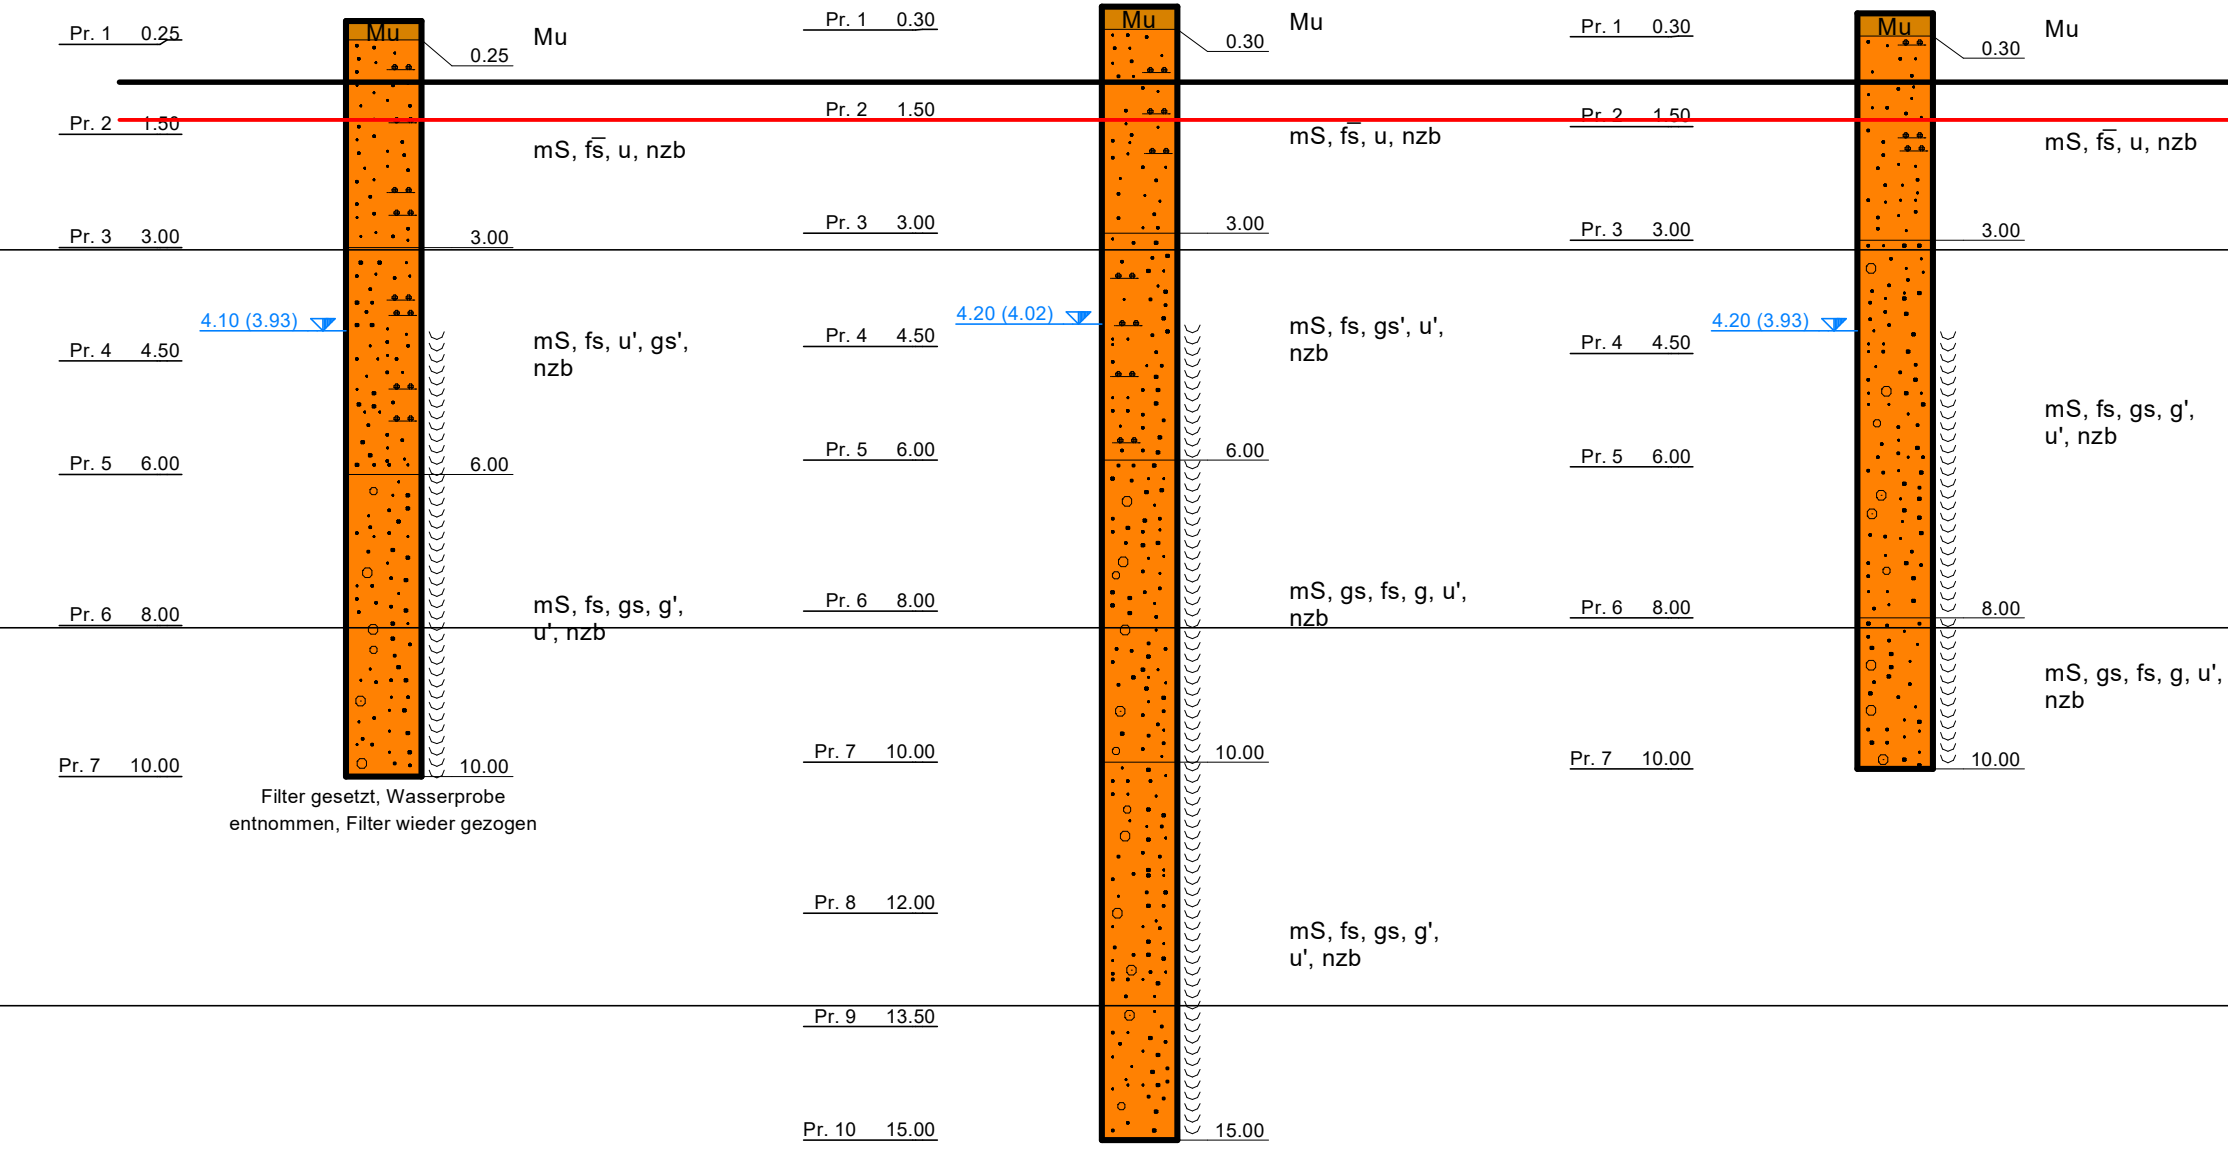 Pr. 1 0.25
Mu
0.25
Mu
Pr. 2 1.50
mS, fs̅, u, nzb
Pr. 3 3.00
3.00
4.10 (3.93)
Pr. 4 4.50
mS, fs, u', gs',
nzb
Pr. 5 6.00
6.00
Pr. 6 8.00
mS, fs, gs, g',
u', nzb
Pr. 7 10.00
10.00
Filter gesetzt, Wasserprobe
entnommen, Filter wieder gezogen
Pr. 1 0.30
Mu
0.30
Mu
Pr. 2 1.50
mS, fs̅, u, nzb
Pr. 3 3.00
3.00
4.20 (4.02)
Pr. 4 4.50
mS, fs, gs', u',
nzb
Pr. 5 6.00
6.00
Pr. 6 8.00
mS, gs, fs, g, u',
nzb
Pr. 7 10.00
10.00
Pr. 8 12.00
mS, fs, gs, g',
u', nzb
Pr. 9 13.50
Pr. 10 15.00
15.00
Pr. 1 0.30
Mu
0.30
Mu
Pr. 2 1.50
mS, fs̅, u, nzb
Pr. 3 3.00
3.00
4.20 (3.93)
Pr. 4 4.50
mS, fs, gs, g',
u', nzb
Pr. 5 6.00
Pr. 6 8.00
8.00
mS, gs, fs, g, u',
nzb
Pr. 7 10.00
10.00